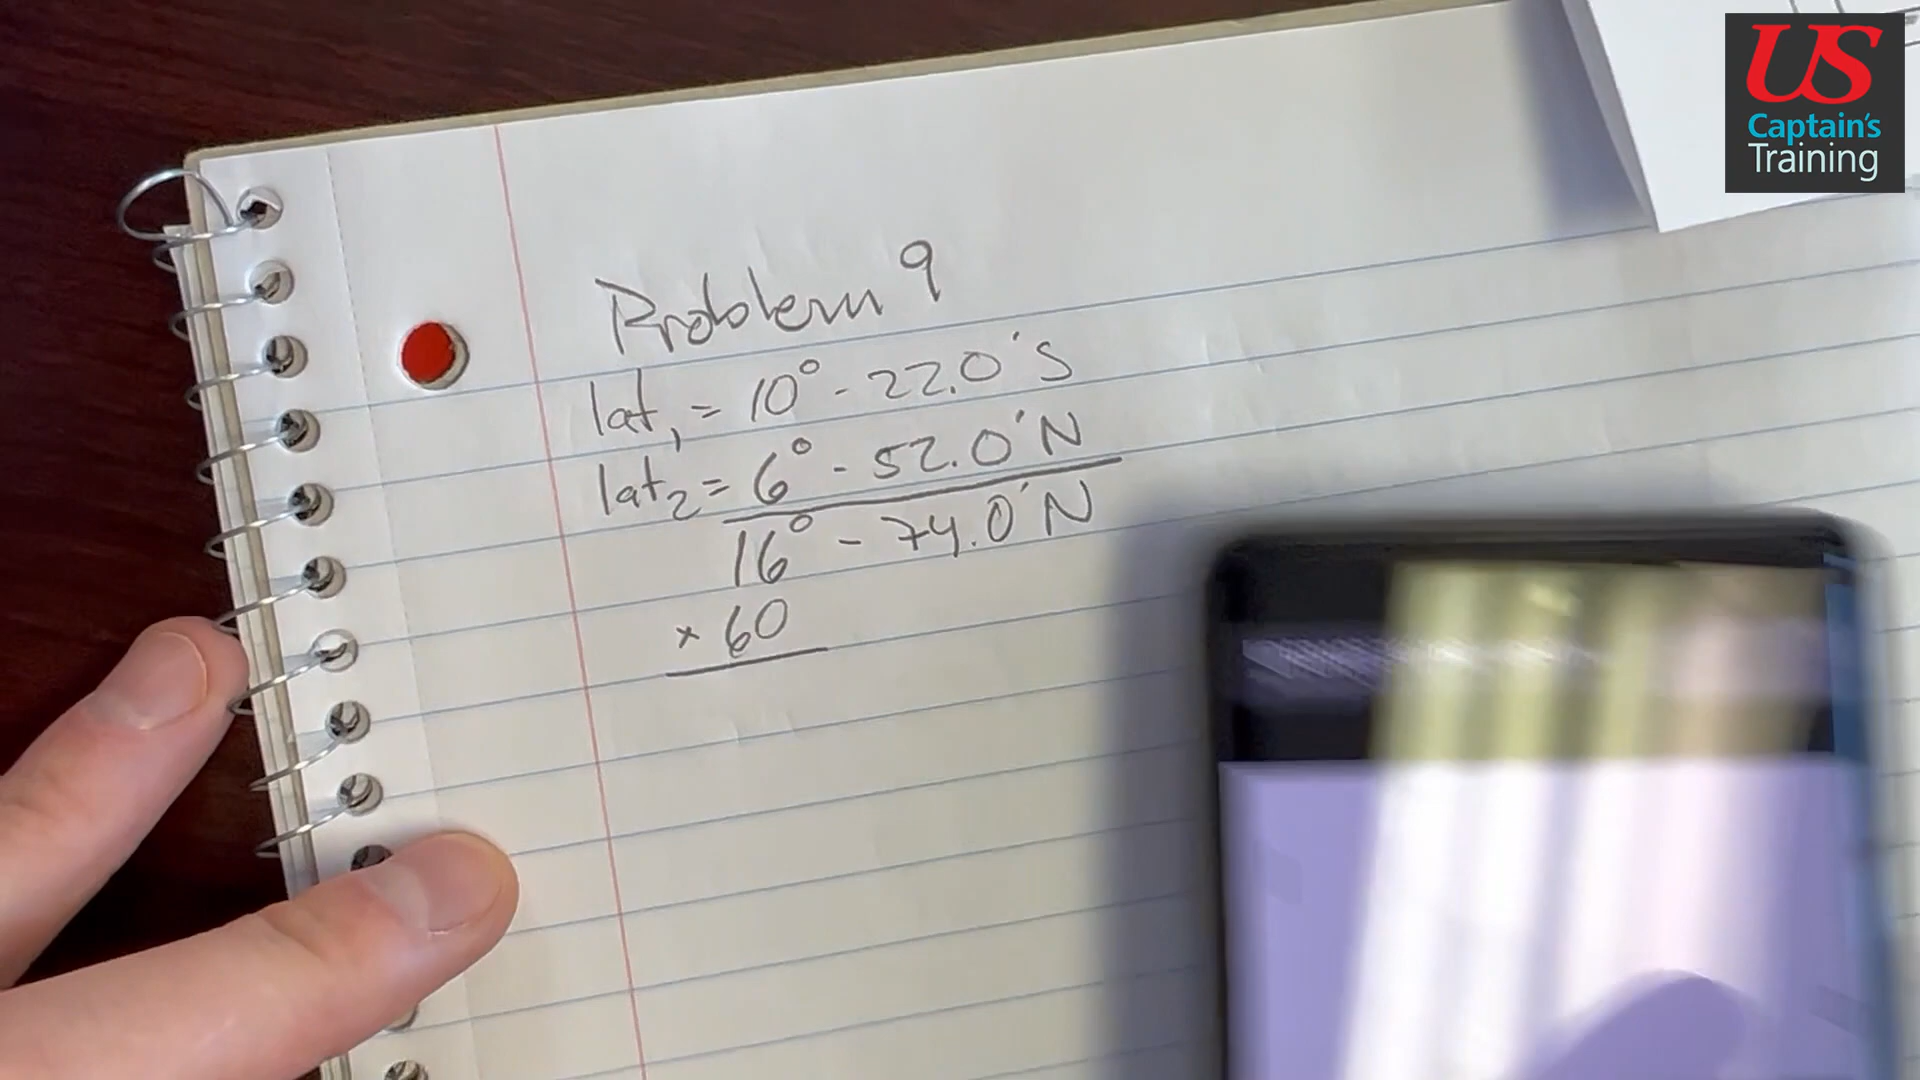 US
Captain's
Training
Problem 9
lat₁ = 10° - 22.0' S
lat₂ = 6° - 52.0' N
16° - 74.0' N
× 60